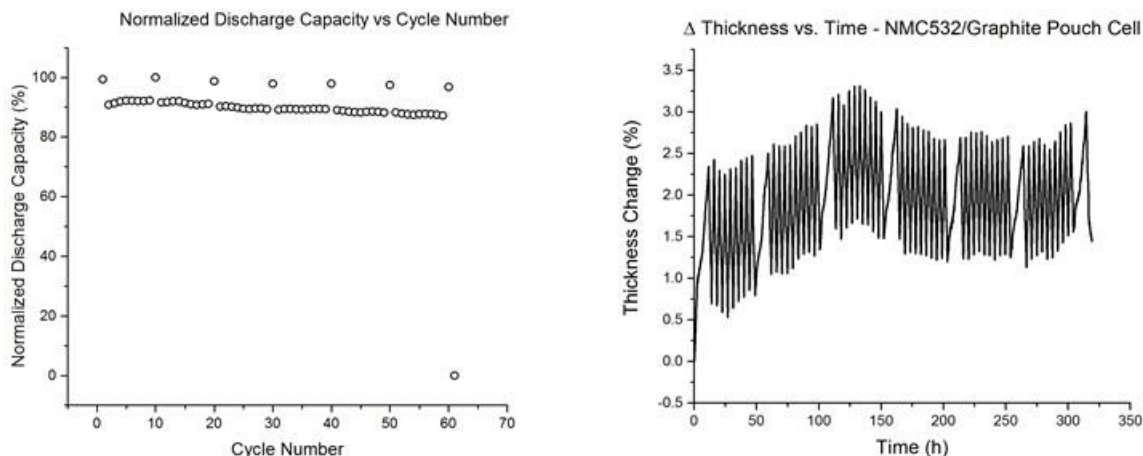 Normalized Discharge Capacity vs Cycle Number
Normalized Discharge Capacity (%)
100
80
60
40
20
0
0 10 20 30 40 50 60 70
Cycle Number
Δ Thickness vs. Time - NMC532/Graphite Pouch Cell
Thickness Change (%)
3.5
3.0
2.5
2.0
1.5
1.0
0.5
0.0
-0.5
0 50 100 150 200 250 300 350
Time (h)